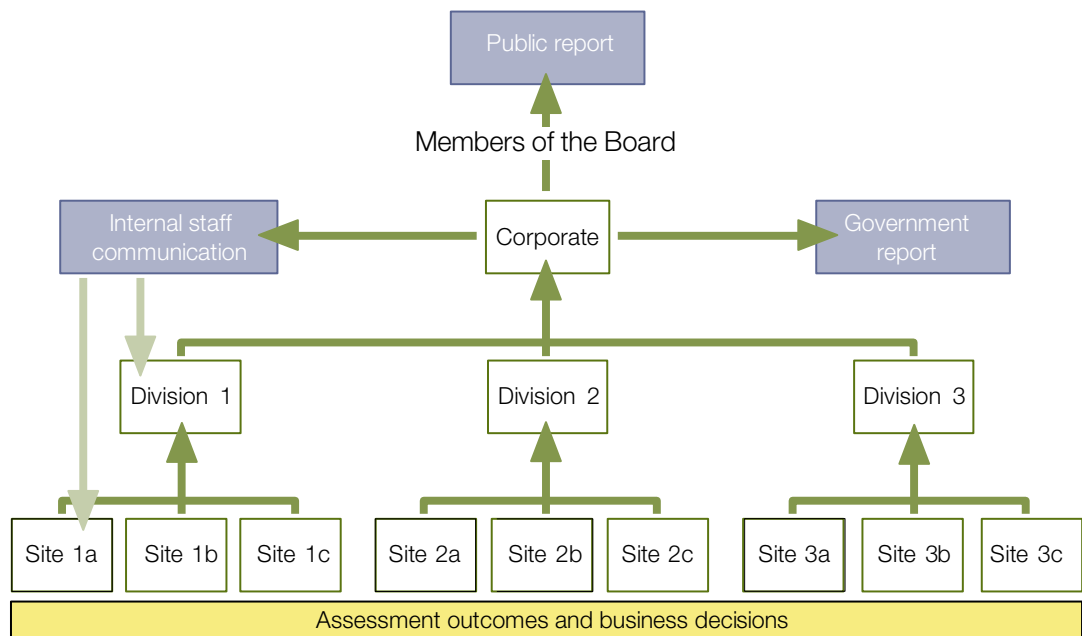 Public report
Members of the Board
Internal staff
communication
Corporate
Government
report
Division 1
Division 2
Division 3
Site 1a
Site 1b
Site 1c
Site 2a
Site 2b
Site 2c
Site 3a
Site 3b
Site 3c
Assessment outcomes and business decisions